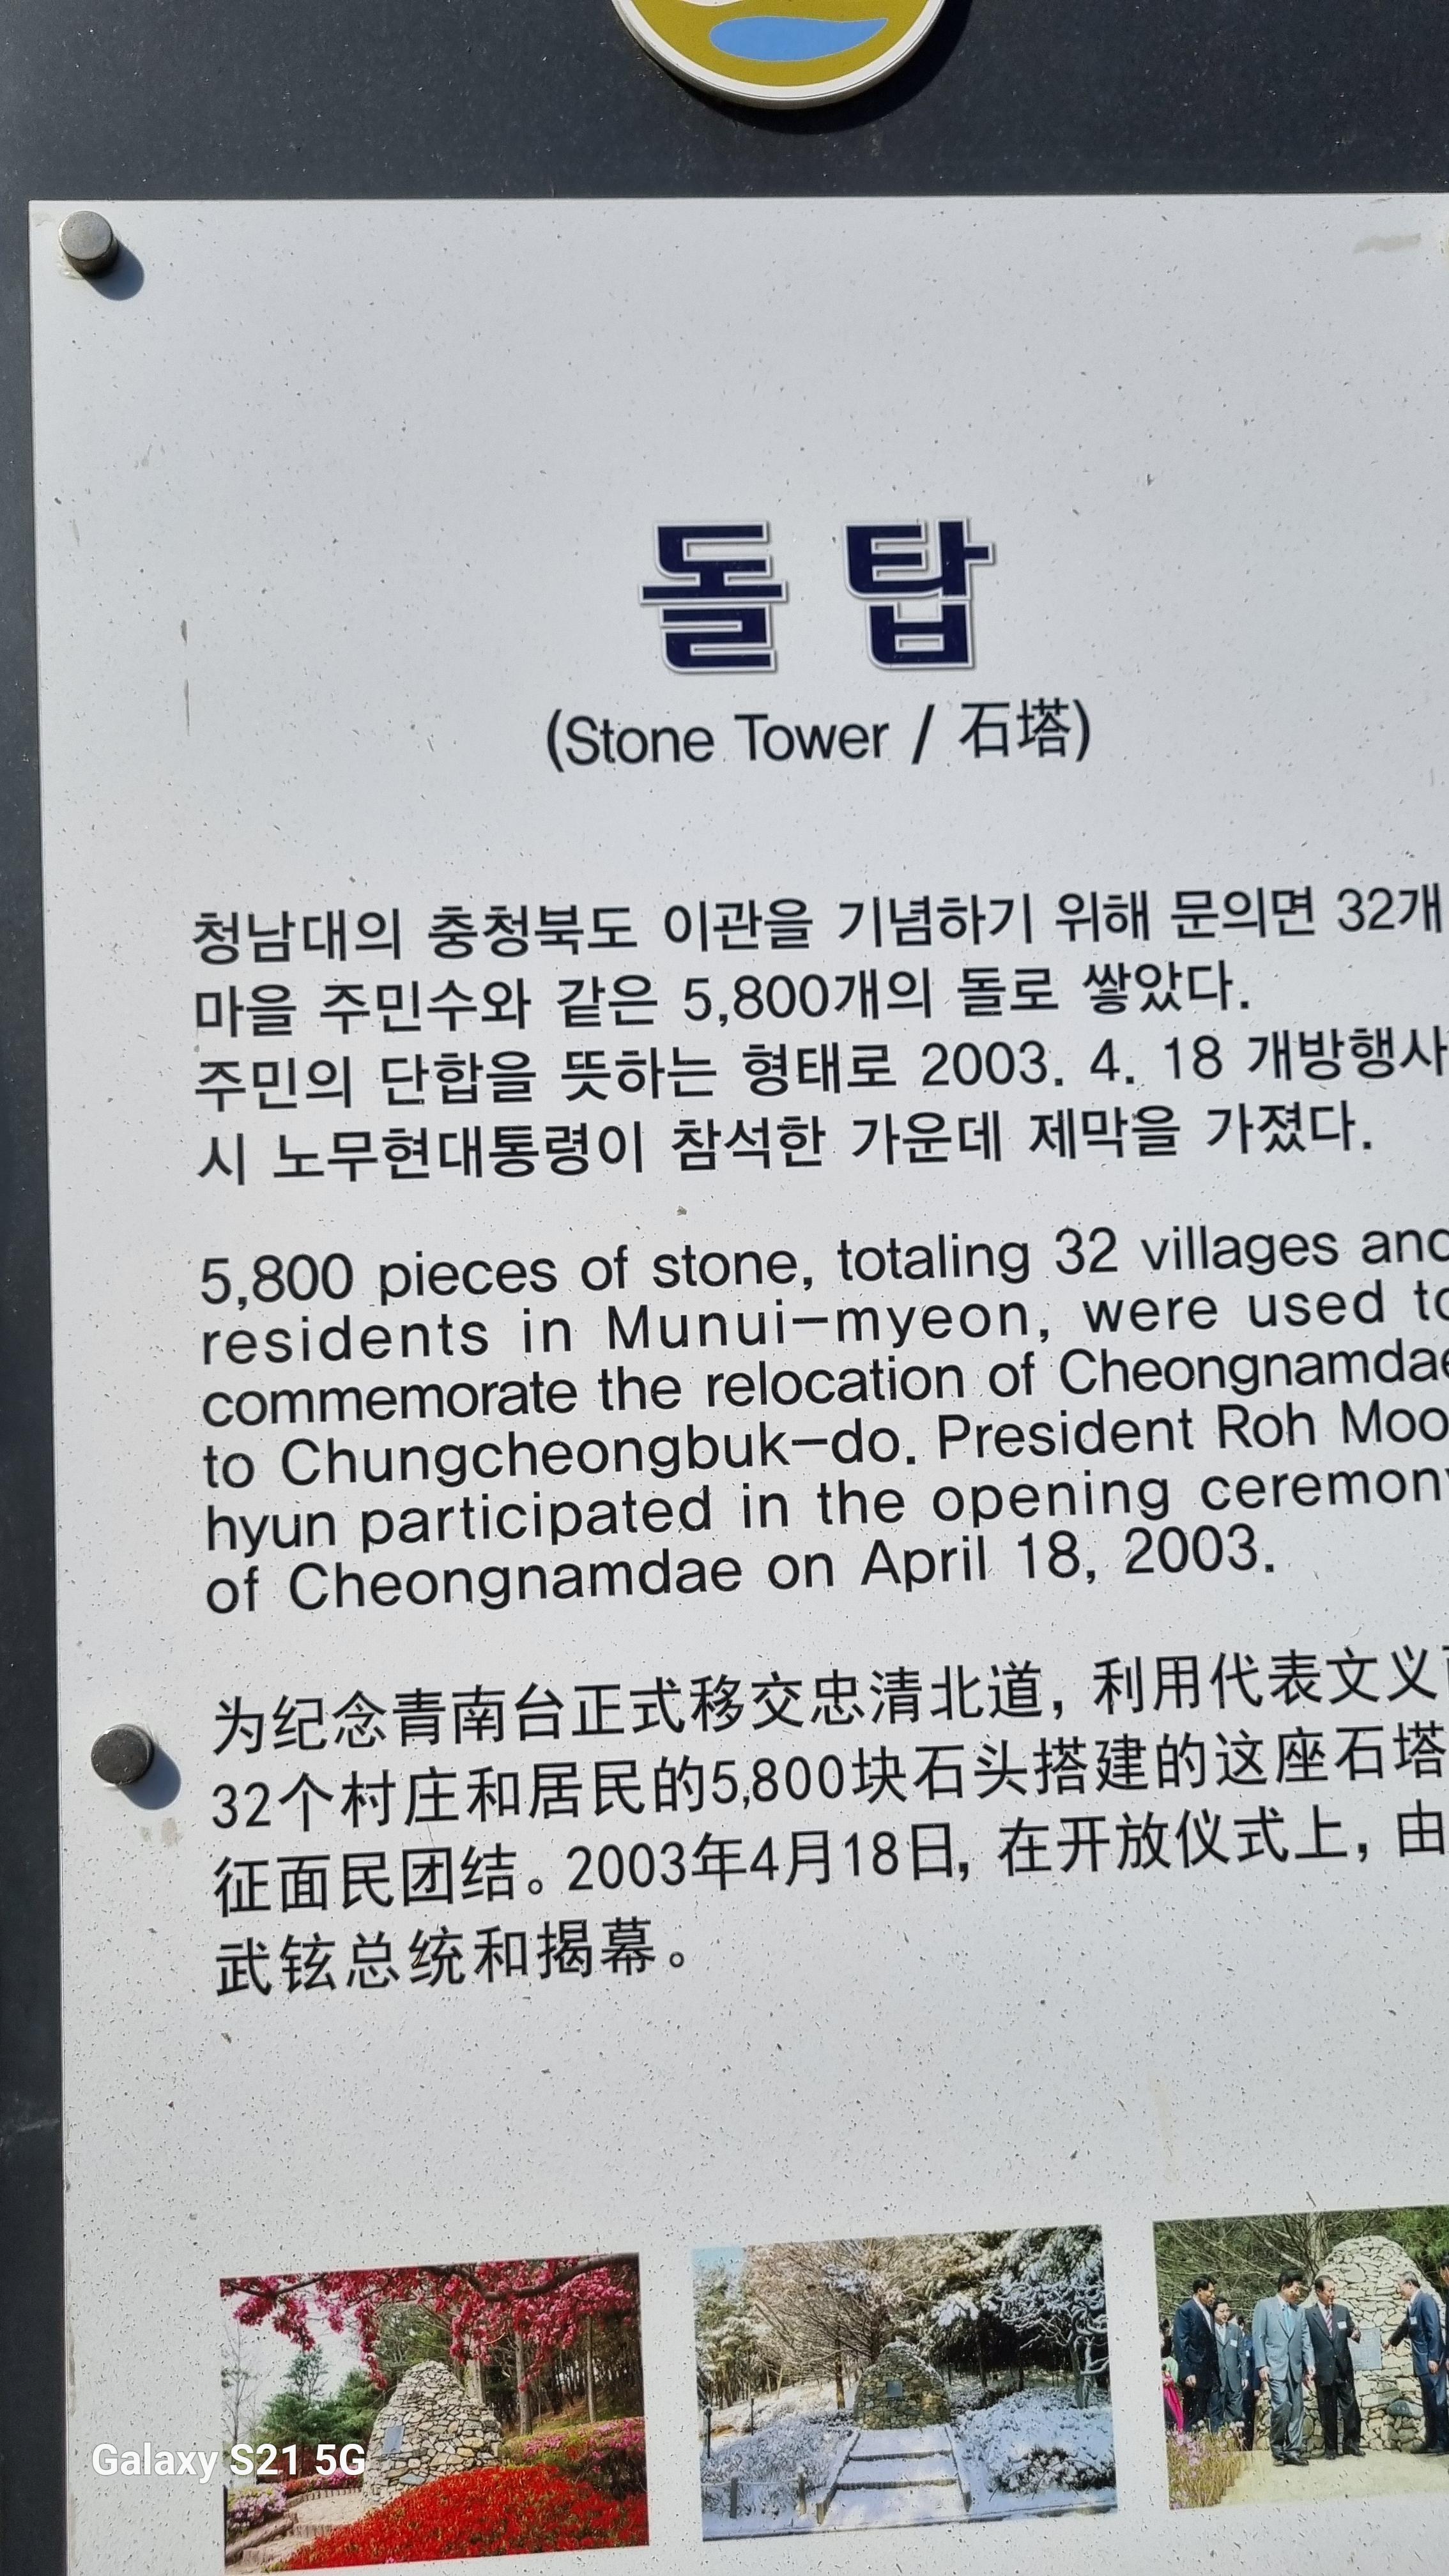 돌탑
(Stone Tower / 石塔)
청남대의 충청북도 이관을 기념하기 위해 문의면 32개
마을 주민수와 같은 5,800개의 돌로 쌓았다.
주민의 단합을 뜻하는 형태로 2003. 4. 18 개방행사
시 노무현대통령이 참석한 가운데 제막을 가졌다.
5,800 pieces of stone, totaling 32 villages and
residents in Munui-myeon, were used to
commemorate the relocation of Cheongnamdae
to Chungcheongbuk-do. President Roh Moo
hyun participated in the opening ceremony
of Cheongnamdae on April 18, 2003.
为纪念青南台正式移交忠清北道, 利用代表文义
32个村庄和居民的5,800块石头搭建的这座石塔
征面民团结。2003年4月18日, 在开放仪式上, 由
武铉总统和揭幕。
Galaxy S21 5G